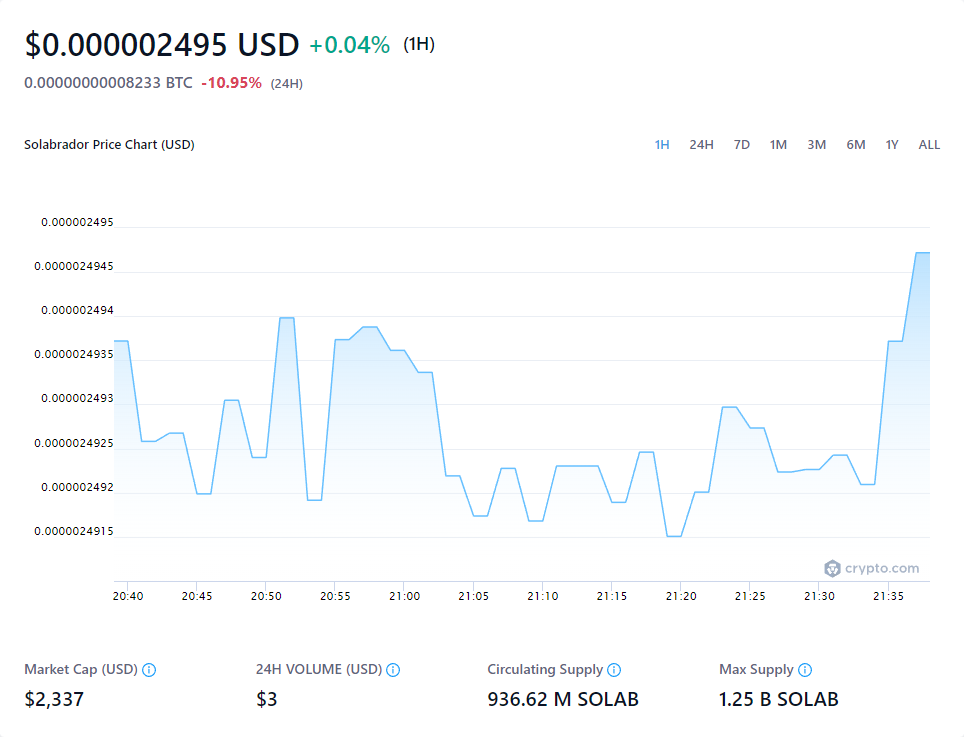 $0.000002495 USD +0.04% (1H)
0.00000000008233 BTC -10.95% (24H)
Solabrador Price Chart (USD) 1H 24H 7D 1M 3M 6M 1Y ALL
0.000002495
0.0000024945
0.000002494
0.0000024935
0.000002493
0.0000024925
0.000002492
0.0000024915
crypto.com
20:40 20:45 20:50 20:55 21:00 21:05 21:10 21:15 21:20 21:25 21:30 21:35
Market Cap (USD) 24H VOLUME (USD) Circulating Supply Max Supply
$2,337 $3 936.62 M SOLAB 1.25 B SOLAB